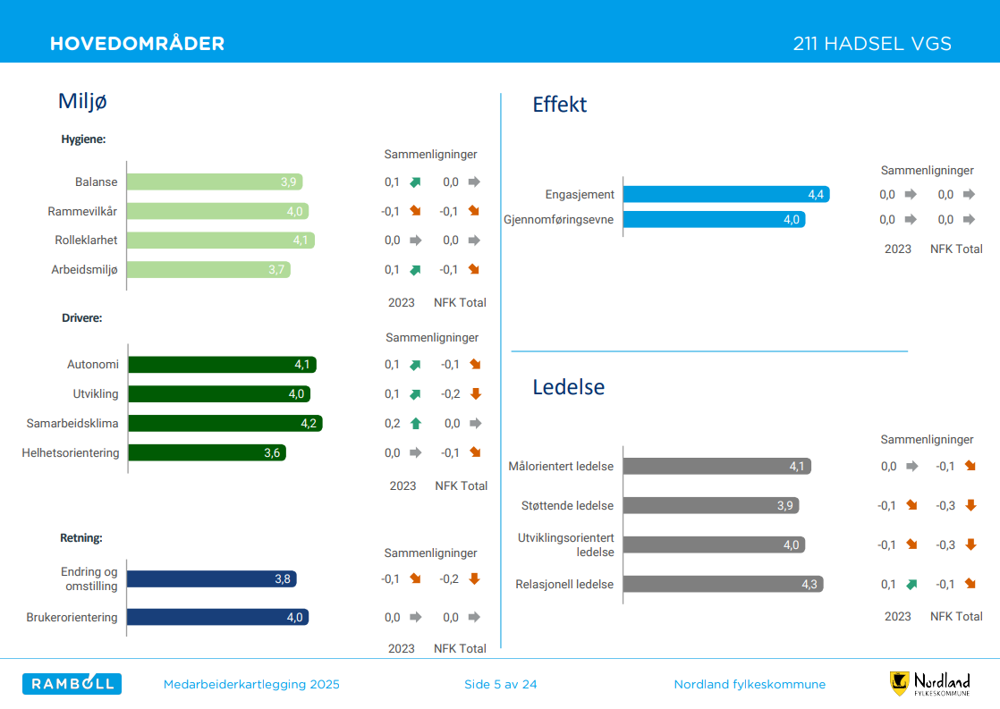 HOVEDOMRÅDER
211 HADSEL VGS
Miljø
Hygiene:
Sammenligninger
Balanse 3,9 0,1 0,0
Rammevilkår 4,0 -0,1 -0,1
Rolleklarhet 4,1 0,0 0,0
Arbeidsmiljø 3,7 0,1 -0,1
2023 NFK Total
Drivere:
Sammenligninger
Autonomi 4,1 0,1 -0,1
Utvikling 4,0 0,1 -0,2
Samarbeidsklima 4,2 0,2 0,0
Helhetsorientering 3,6 0,0 -0,1
2023 NFK Total
Retning:
Sammenligninger
Endring og
omstilling 3,8 -0,1 -0,2
Brukerorientering 4,0 0,0 0,0
2023 NFK Total
Effekt
Sammenligninger
Engasjement 4,4 0,0 0,0
Gjennomføringsevne 4,0 0,0 0,0
2023 NFK Total
Ledelse
Sammenligninger
Målorientert ledelse 4,1 0,0 -0,1
Støttende ledelse 3,9 -0,1 -0,3
Utviklingsorientert
ledelse 4,0 -0,1 -0,3
Relasjonell ledelse 4,3 0,1 -0,1
2023 NFK Total
RAMBOLL
Medarbeiderkartlegging 2025
Side 5 av 24
Nordland fylkeskommune
Nordland
FYLKESKOMMUNE